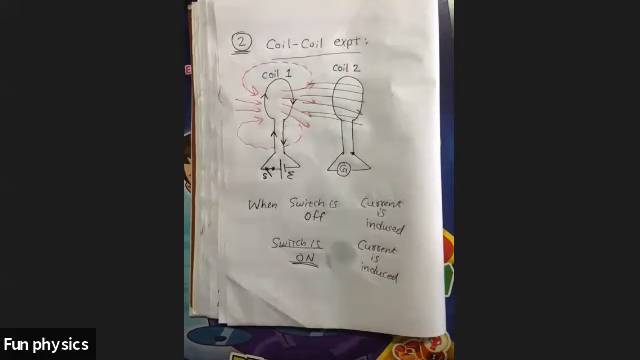 2 Coil-Coil expt:
Coil 1
Coil 2
S
ε
G
When Switch is Off Current is induced
Switch is ON Current is induced
Fun physics